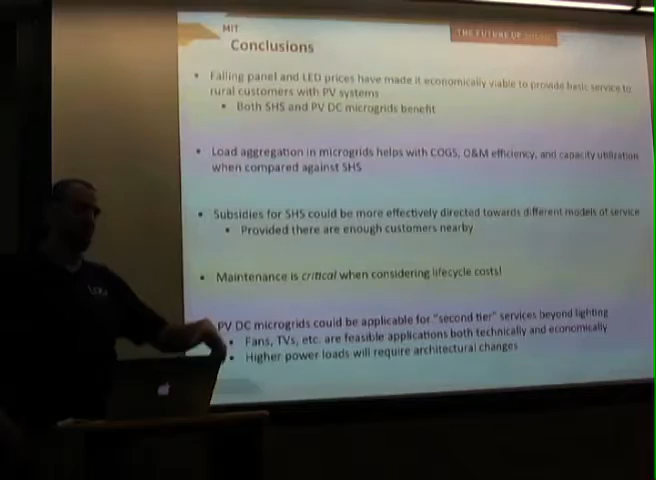 MIT
THE FUTURE OF
Conclusions
• Falling panel and LED prices have made it economically viable to provide basic service to
rural customers with PV systems
• Both SHS and PV DC microgrids benefit
• Load aggregation in microgrids helps with COGS, O&M efficiency, and capacity utilization
when compared against SHS
• Subsidies for SHS could be more effectively directed towards different models of service
• Provided there are enough customers nearby
• Maintenance is critical when considering lifecycle costs!
PV DC microgrids could be applicable for "second tier" services beyond lighting
• Fans, TVs, etc. are feasible applications both technically and economically
• Higher power loads will require architectural changes